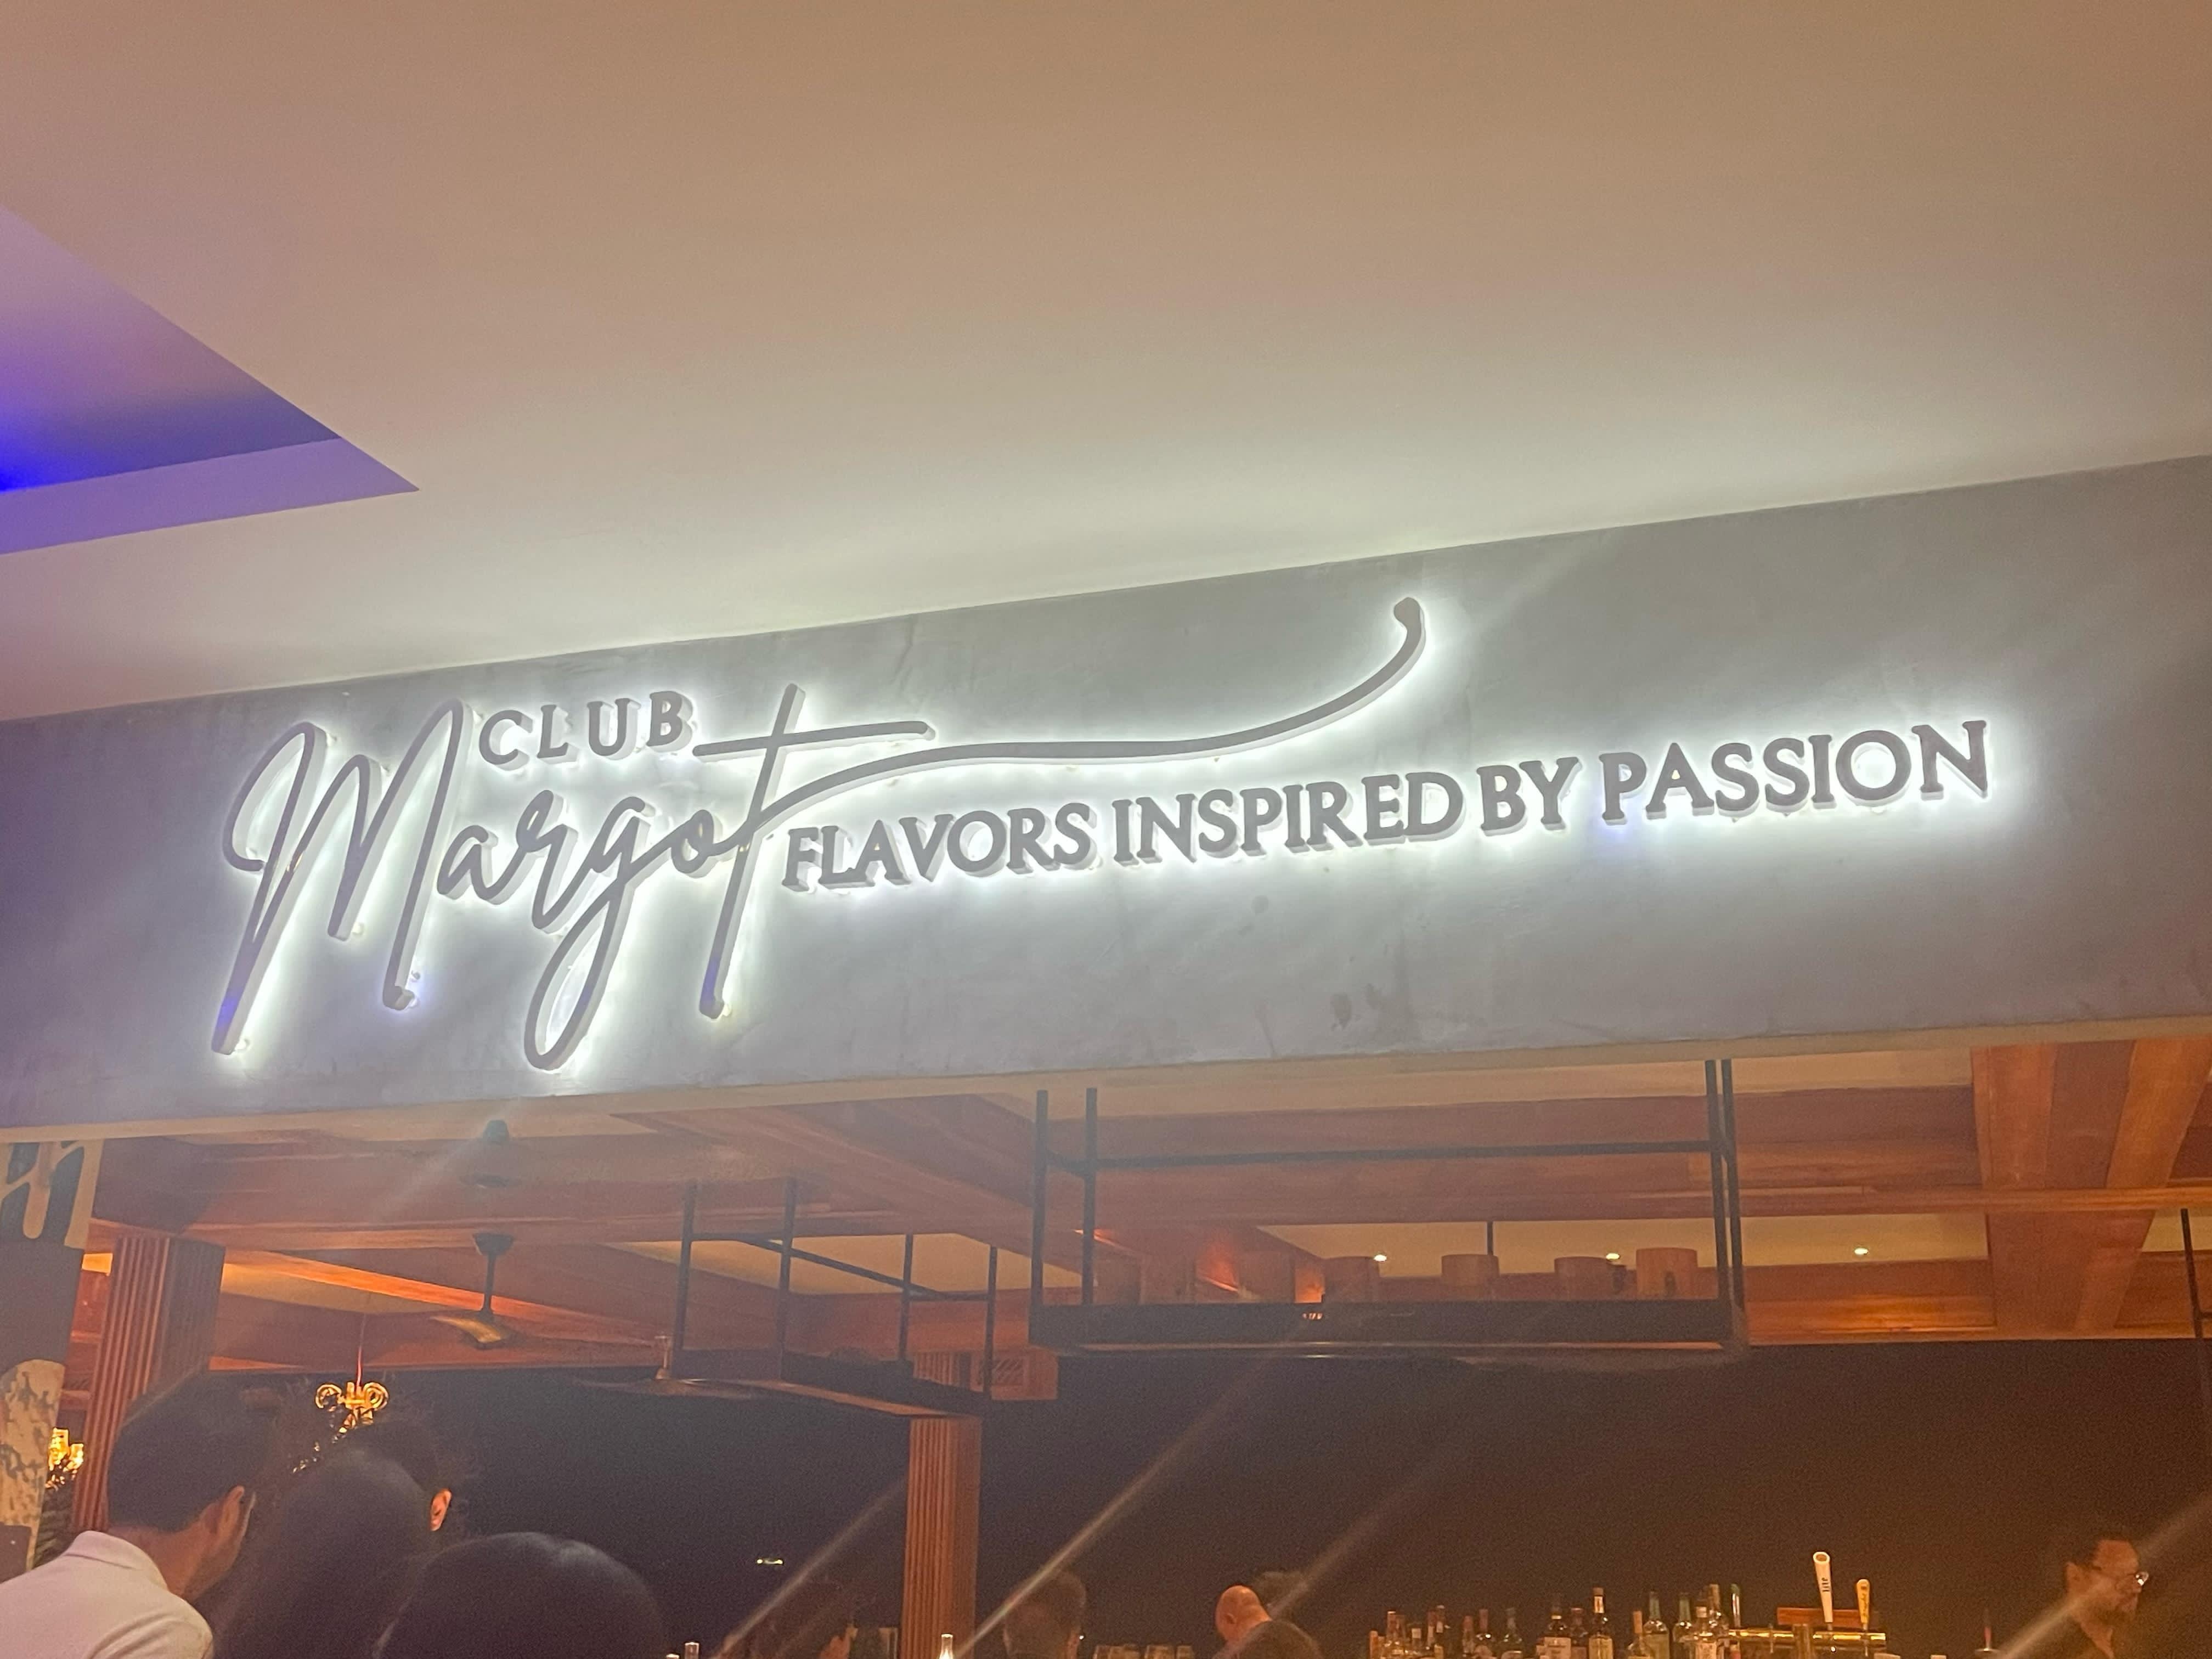 CLUB
Margot
FLAVORS INSPIRED BY PASSION